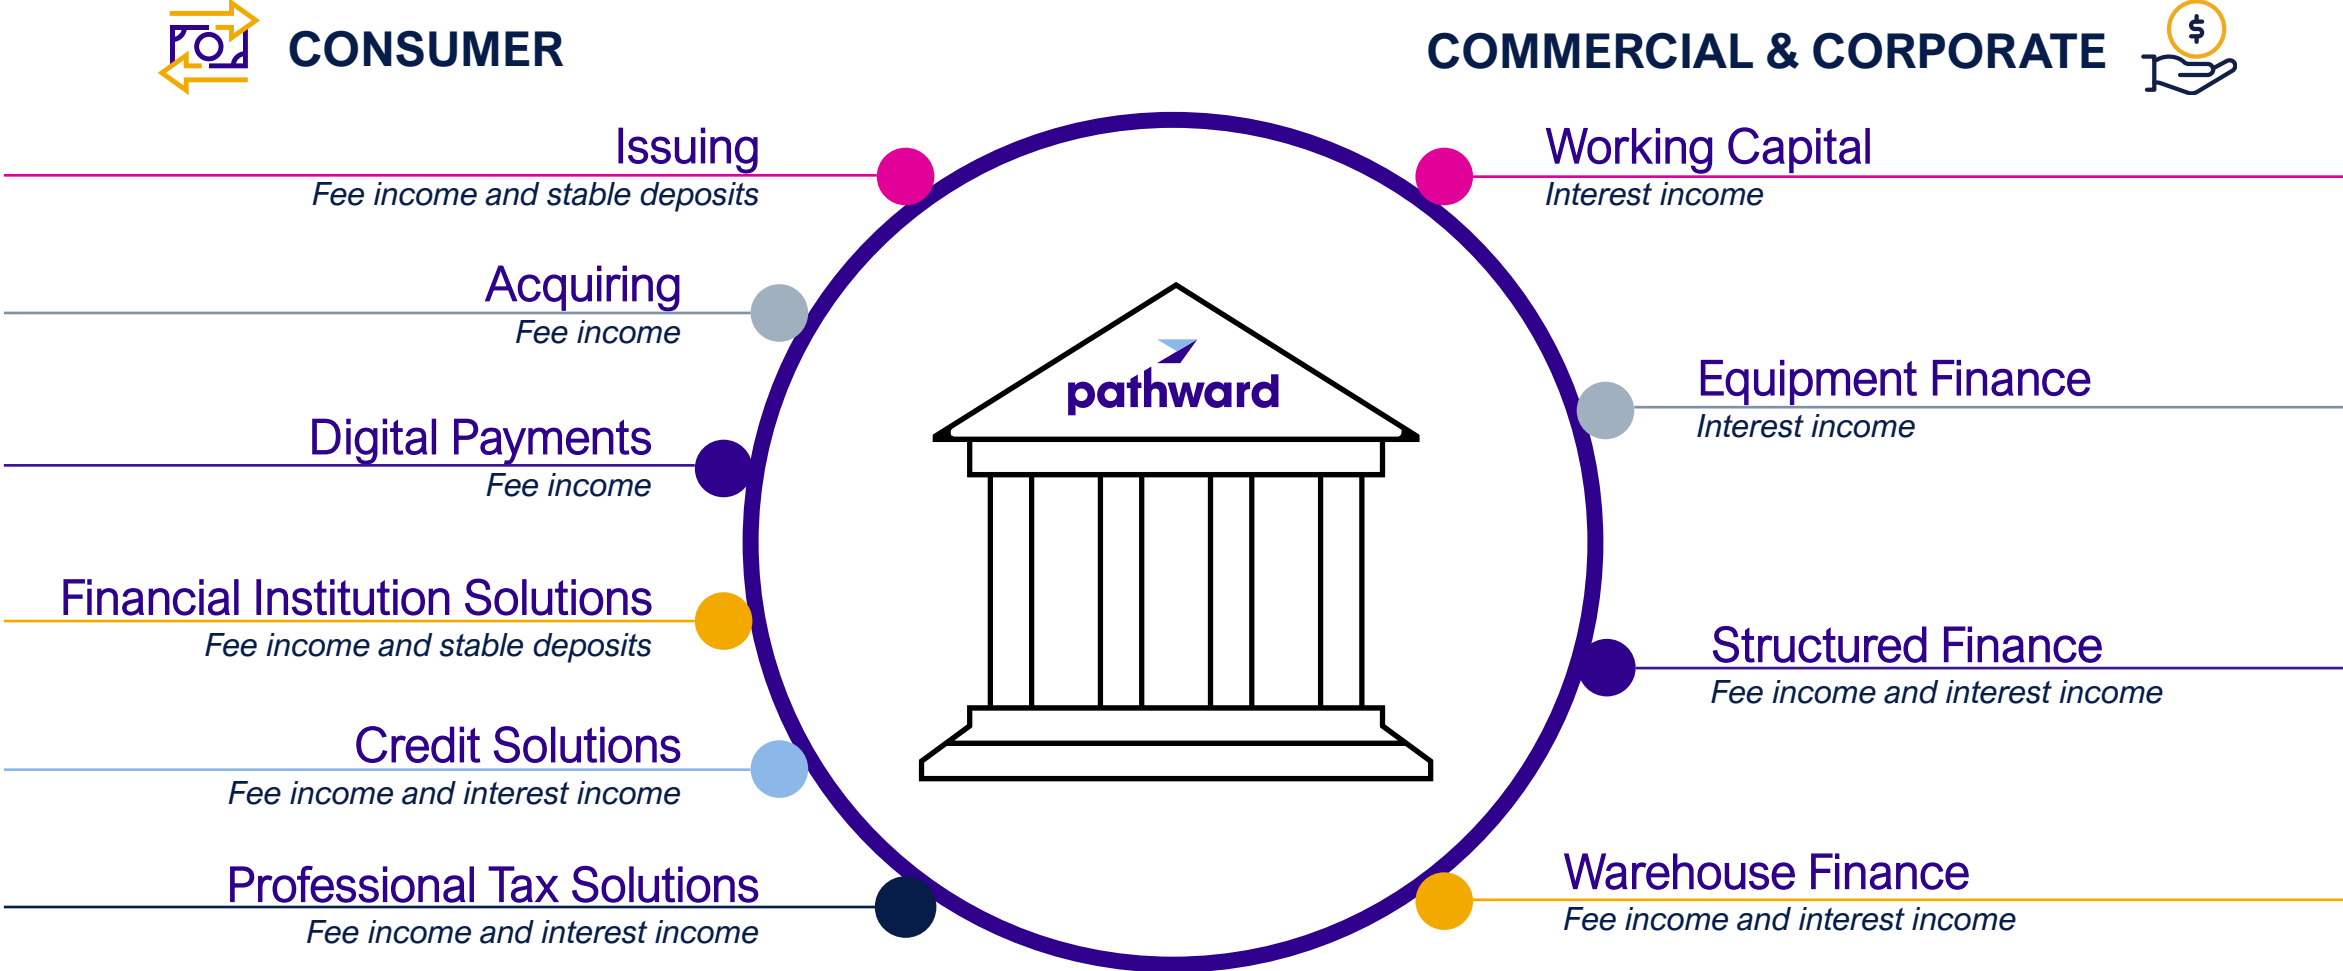 CONSUMER
Issuing
Fee income and stable deposits
Acquiring
Fee income
Digital Payments
Fee income
Financial Institution Solutions
Fee income and stable deposits
Credit Solutions
Fee income and interest income
Professional Tax Solutions
Fee income and interest income
pathward
COMMERCIAL & CORPORATE
$
Working Capital
Interest income
Equipment Finance
Interest income
Structured Finance
Fee income and interest income
Warehouse Finance
Fee income and interest income